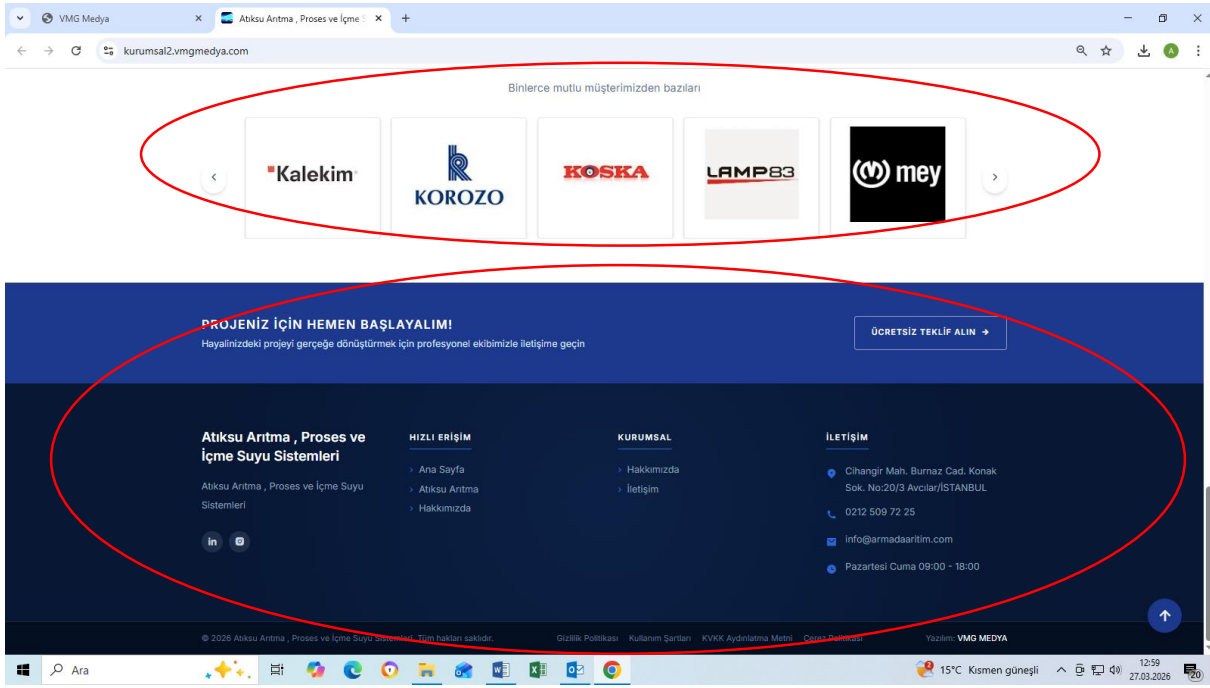 VMG Medya
Atıksu Arıtma , Proses ve İçme
kurumsal2.vmgmedya.com
A
Binlerce mutlu müşterimizden bazıları
Kalekim
KOROZO
KOSKA
LAMP83
(m) mey
PROJENİZ İÇİN HEMEN BAŞLAYALIM!
Hayalinizdeki projeyi gerçeğe dönüştürmek için profesyonel ekibimizle iletişime geçin
ÜCRETSİZ TEKLİF ALIN →
Atıksu Arıtma , Proses ve
İçme Suyu Sistemleri
Atıksu Arıtma , Proses ve İçme Suyu
Sistemleri
in
HIZLI ERİŞİM
› Ana Sayfa
› Atıksu Arıtma
› Hakkımızda
KURUMSAL
› Hakkımızda
› İletişim
İLETİŞİM
Cihangir Mah. Burnaz Cad. Konak
Sok. No:20/3 Avcılar/İSTANBUL
0212 509 72 25
info@armadaaritim.com
Pazartesi Cuma 09:00 - 18:00
© 2026 Atıksu Arıtma , Proses ve İçme Suyu Sistemleri. Tüm hakları saklıdır.
Gizlilik Politikası Kullanım Şartları KVKK Aydınlatma Metni Çerez Politikası
Yazılım: VMG MEDYA
Ara
15°C Kısmen güneşli
12:59
27.03.2026
20